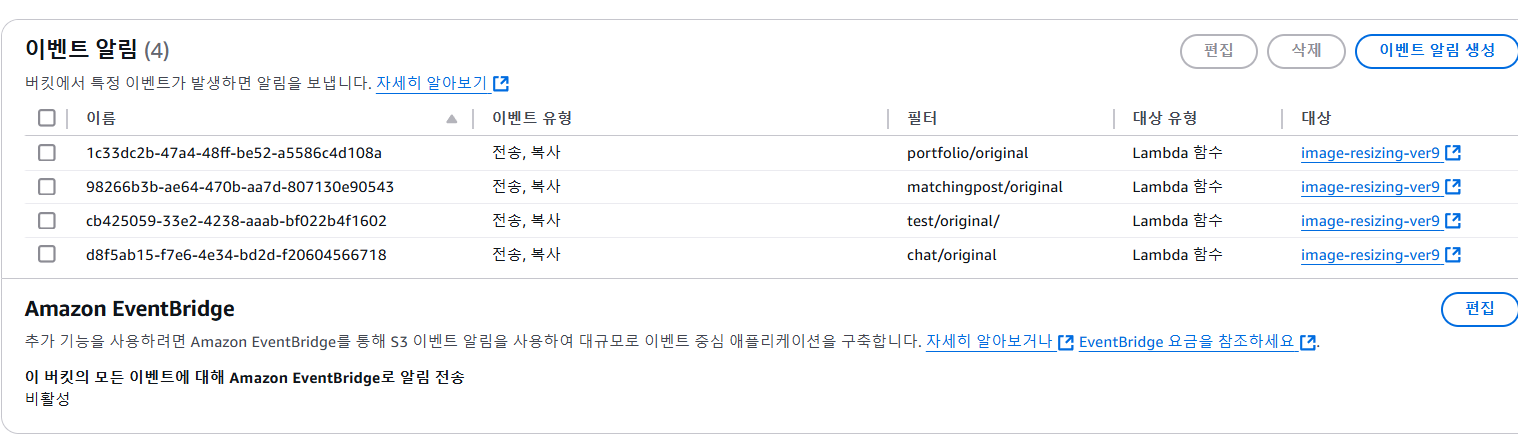 이벤트 알림 (4)
편집
삭제
이벤트 알림 생성
버킷에서 특정 이벤트가 발생하면 알림을 보냅니다. 자세히 알아보기
이름 이벤트 유형 필터 대상 유형 대상
1c33dc2b-47a4-48ff-be52-a5586c4d108a 전송, 복사 portfolio/original Lambda 함수 image-resizing-ver9
98266b3b-ae64-470b-aa7d-807130e90543 전송, 복사 matchingpost/original Lambda 함수 image-resizing-ver9
cb425059-33e2-4238-aaab-bf022b4f1602 전송, 복사 test/original/ Lambda 함수 image-resizing-ver9
d8f5ab15-f7e6-4e34-bd2d-f20604566718 전송, 복사 chat/original Lambda 함수 image-resizing-ver9
Amazon EventBridge
편집
추가 기능을 사용하려면 Amazon EventBridge를 통해 S3 이벤트 알림을 사용하여 대규모로 이벤트 중심 애플리케이션을 구축합니다. 자세히 알아보거나 EventBridge 요금을 참조하세요.
이 버킷의 모든 이벤트에 대해 Amazon EventBridge로 알림 전송
비활성